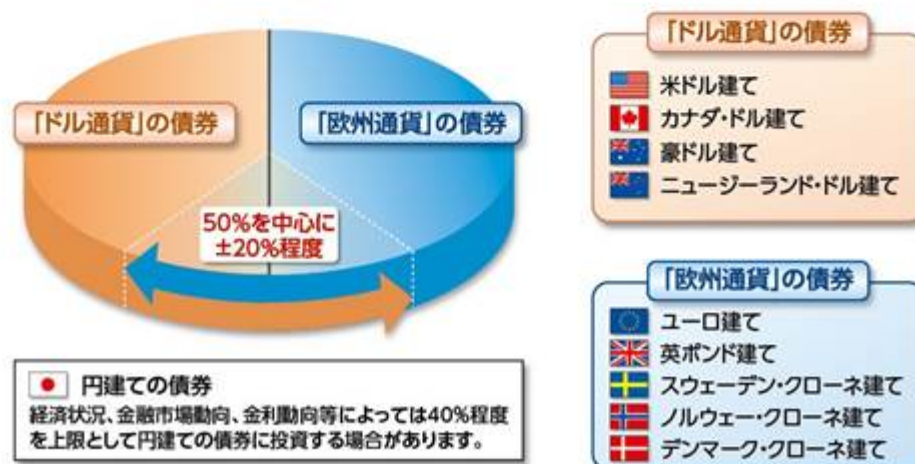 「ドル通貨」の債券
「欧州通貨」の債券
50%を中心に
±20%程度
円建ての債券
経済状況、金融市場動向、金利動向等によっては40%程度
を上限として円建ての債券に投資する場合があります。
「ドル通貨」の債券
米ドル建て
カナダ・ドル建て
豪ドル建て
ニュージーランド・ドル建て
「欧州通貨」の債券
ユーロ建て
英ポンド建て
スウェーデン・クローネ建て
ノルウェー・クローネ建て
デンマーク・クローネ建て